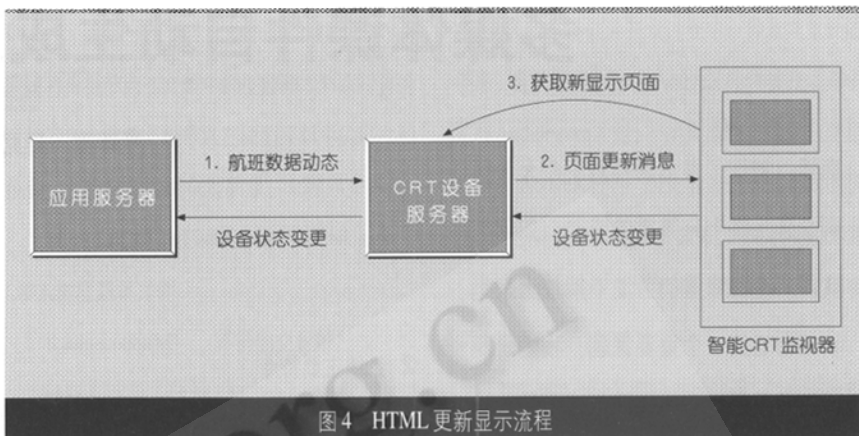 3. 获取新显示页面
1. 航班数据动态
2. 页面更新消息
应用服务器
CRT设备
服务器
设备状态变更
设备状态变更
智能CRT监视器
图4 HTML更新显示流程
org.cn